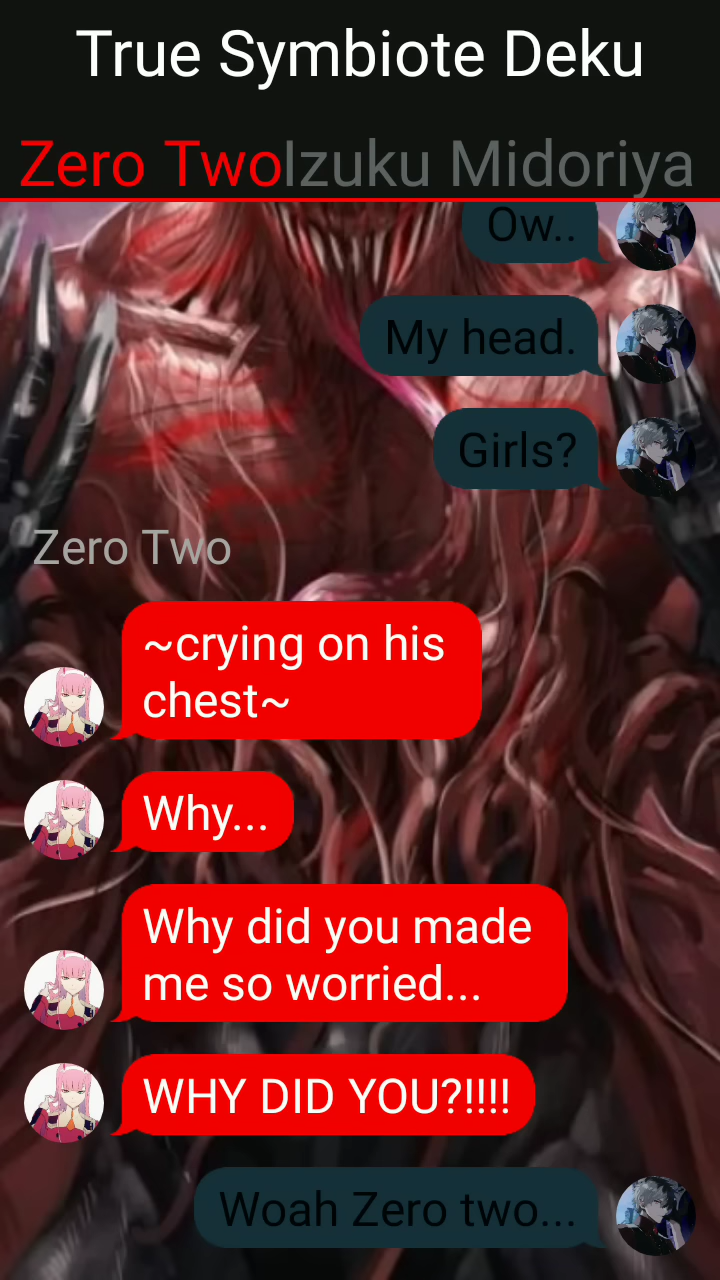 True Symbiote Deku
Zero TwoIzuku Midoriya
Ow..
My head.
Girls?
Zero Two
~crying on his
chest~
Why...
Why did you made
me so worried...
WHY DID YOU?!!!!
Woah Zero two...